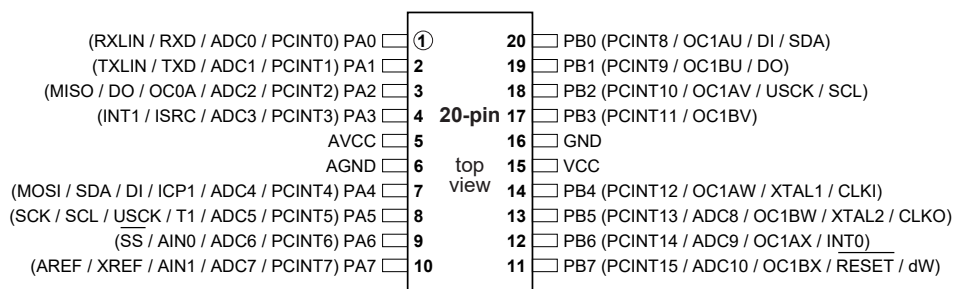 (RXLIN / RXD / ADC0 / PCINT0) PA0 1 20 PB0 (PCINT8 / OC1AU / DI / SDA)
(TXLIN / TXD / ADC1 / PCINT1) PA1 2 19 PB1 (PCINT9 / OC1BU / DO)
(MISO / DO / OC0A / ADC2 / PCINT2) PA2 3 18 PB2 (PCINT10 / OC1AV / USCK / SCL)
(INT1 / ISRC / ADC3 / PCINT3) PA3 4 20-pin 17 PB3 (PCINT11 / OC1BV)
AVCC 5 16 GND
AGND 6 top 15 VCC
view
(MOSI / SDA / DI / ICP1 / ADC4 / PCINT4) PA4 7 14 PB4 (PCINT12 / OC1AW / XTAL1 / CLKI)
(SCK / SCL / USCK / T1 / ADC5 / PCINT5) PA5 8 13 PB5 (PCINT13 / ADC8 / OC1BW / XTAL2 / CLKO)
(SS / AIN0 / ADC6 / PCINT6) PA6 9 12 PB6 (PCINT14 / ADC9 / OC1AX / INT0)
(AREF / XREF / AIN1 / ADC7 / PCINT7) PA7 10 11 PB7 (PCINT15 / ADC10 / OC1BX / RESET / dW)